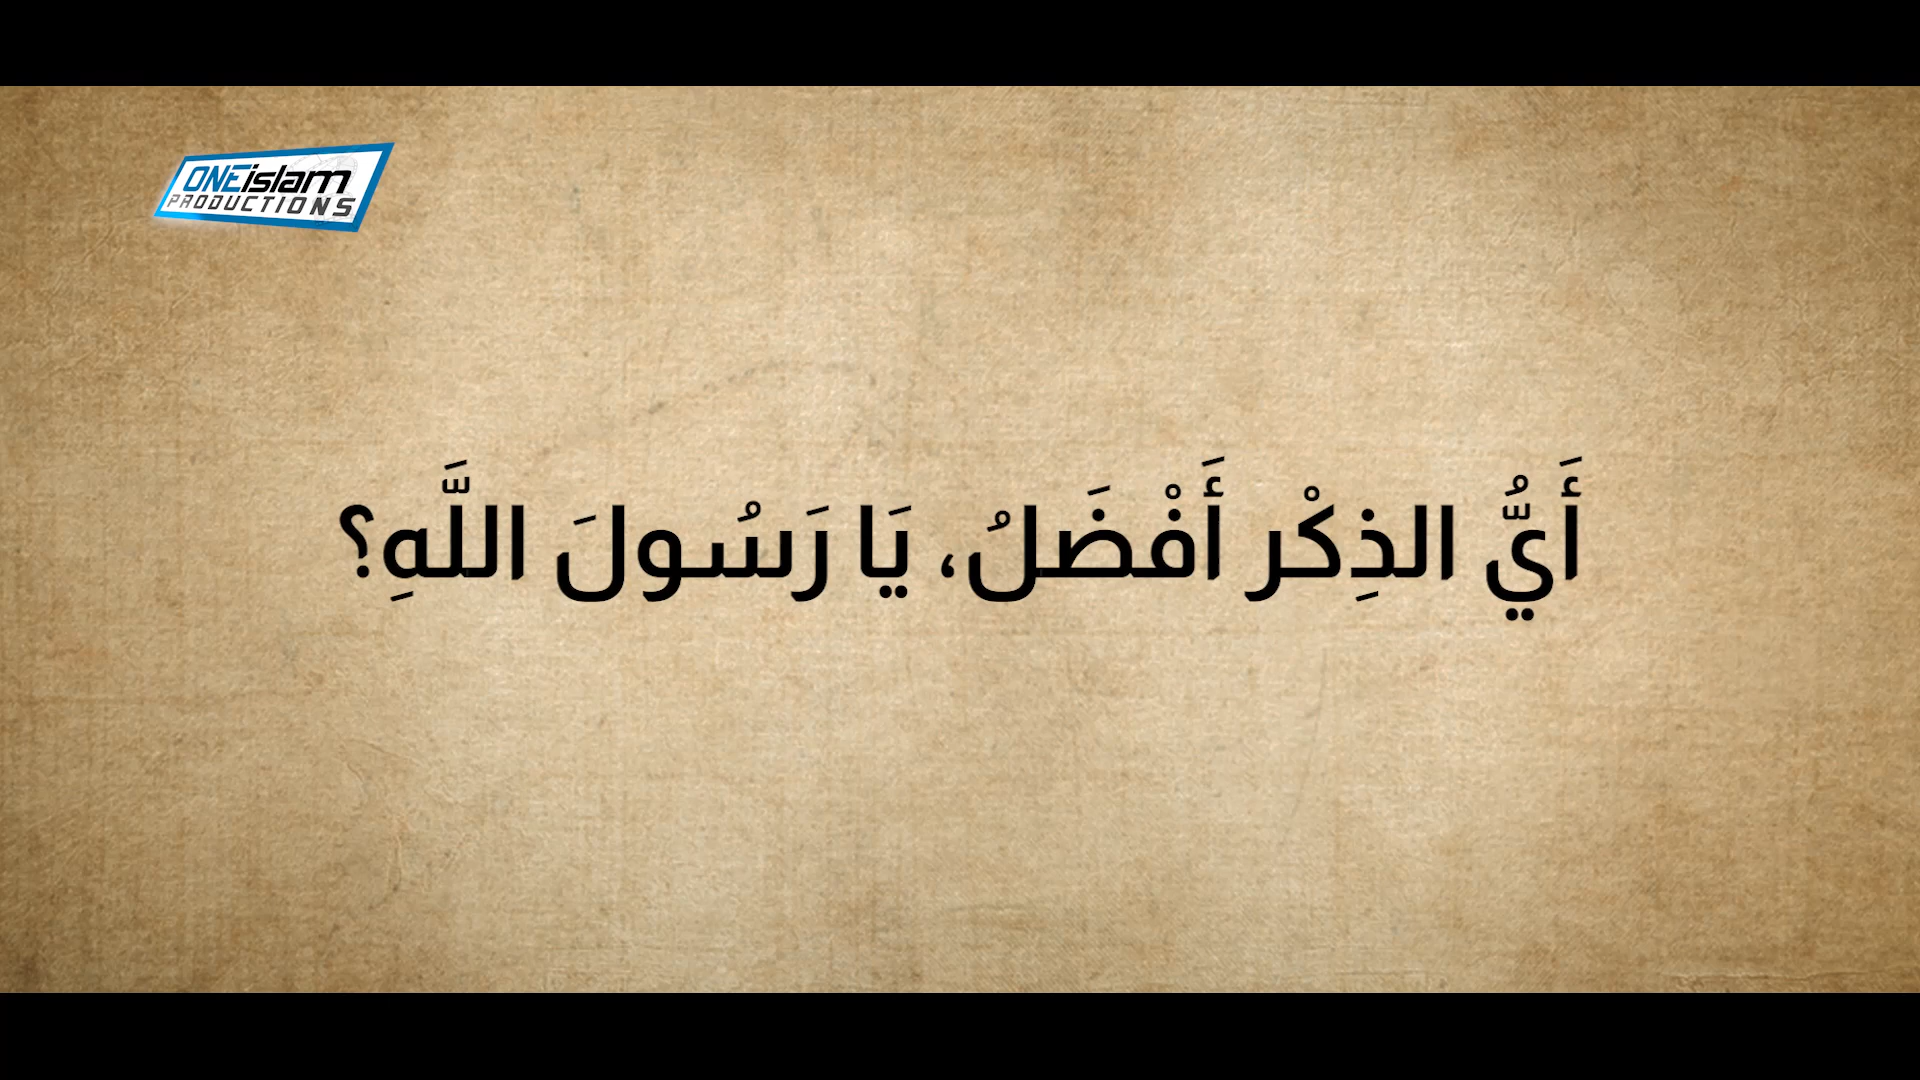 ONEislam
PRODUCTIONS
أَيُّ الذِكْر أَفْضَلُ، يَا رَسُولَ اللَّهِ؟